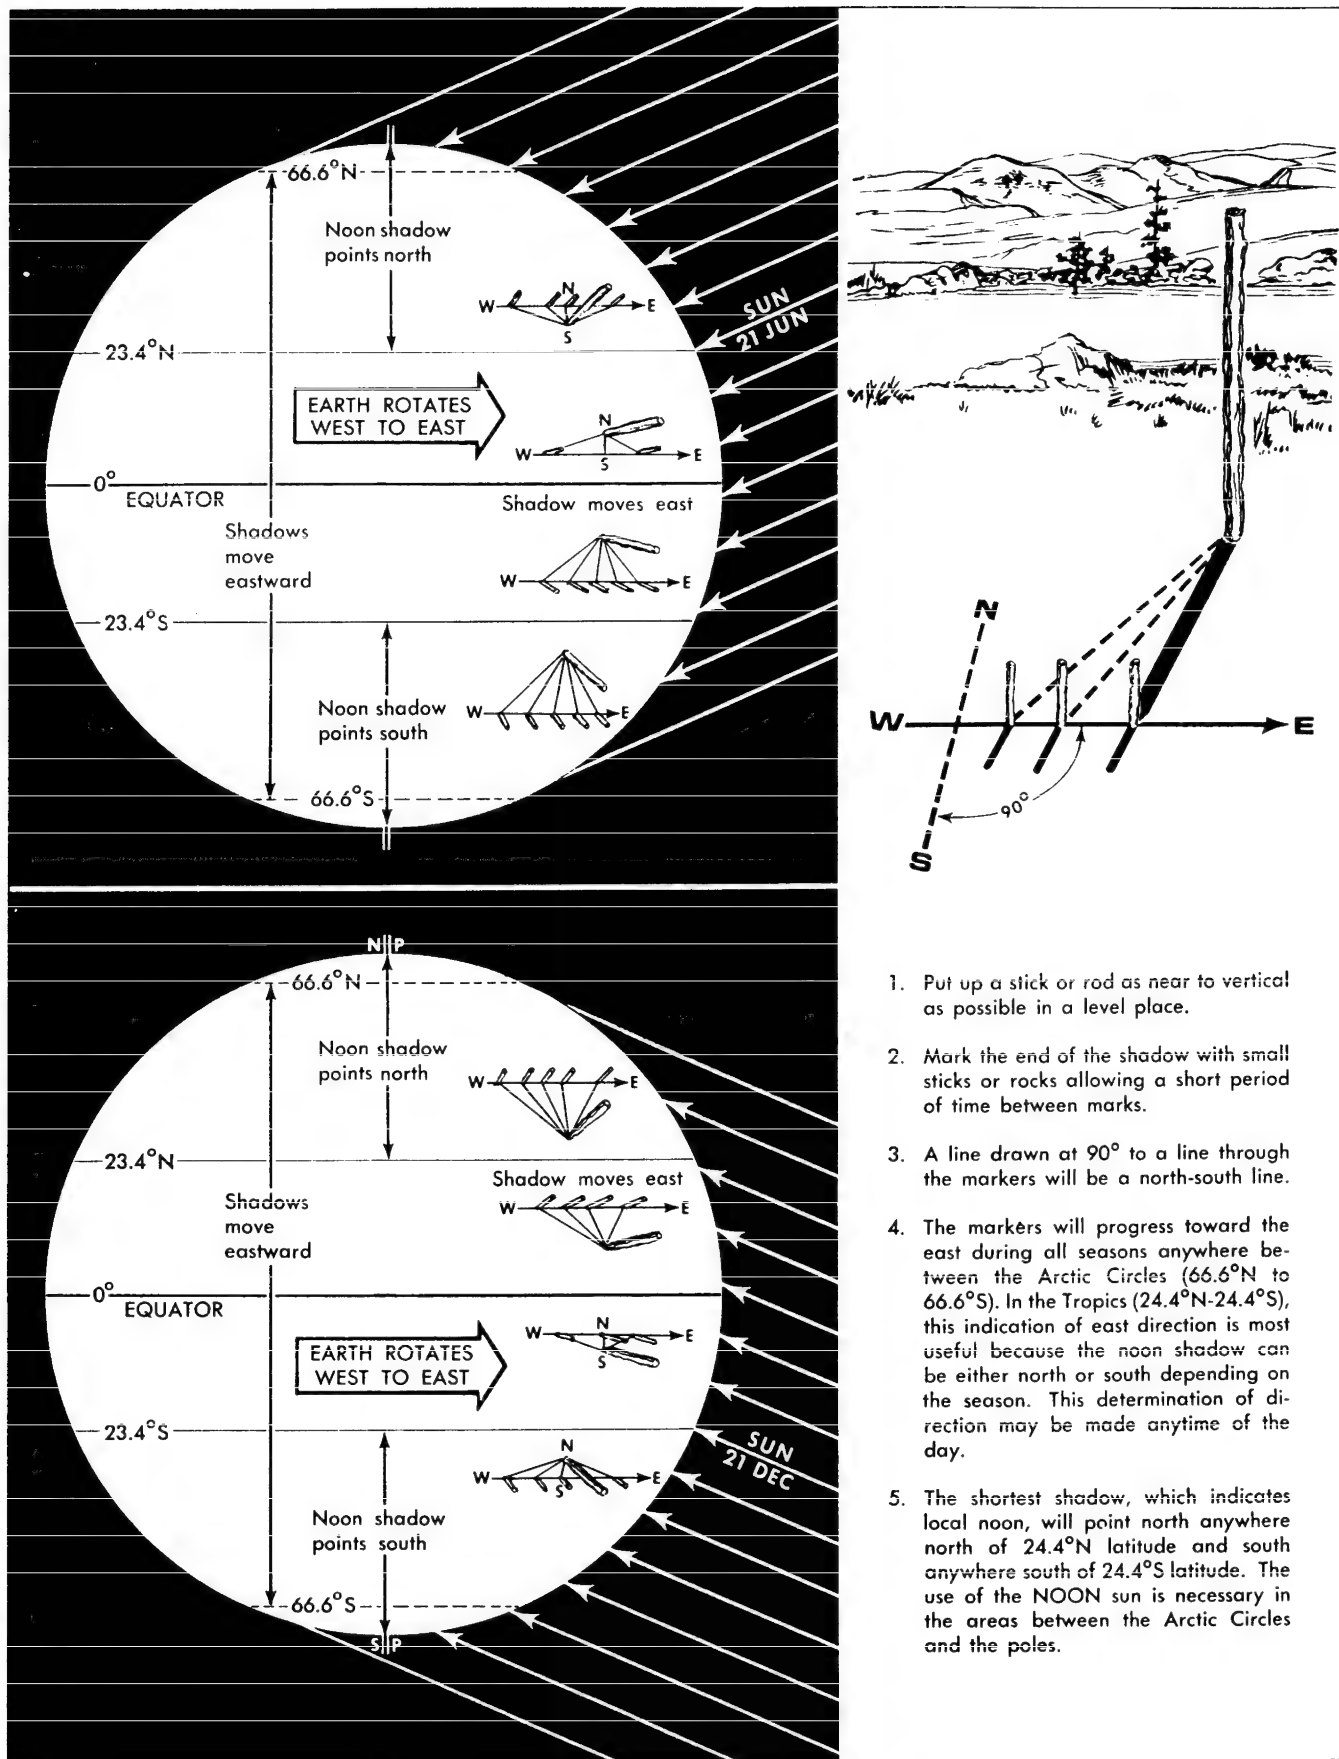 66.6°N
Noon shadow
points north
N
W E
S
SUN
21 JUN
23.4°N
EARTH ROTATES
WEST TO EAST
N
W E
S
0°
EQUATOR
Shadow moves east
Shadows
move
eastward
W E
23.4°S
Noon shadow
points south
W E
66.6°S
N
W E
90°
S
N P
66.6°N
Noon shadow
points north
W E
23.4°N
Shadow moves east
Shadows
move
eastward
W E
0°
EQUATOR
N
W E
S
EARTH ROTATES
WEST TO EAST
23.4°S
SUN
21 DEC
N
W E
S
Noon shadow
points south
66.6°S
S P
1. Put up a stick or rod as near to vertical
as possible in a level place.
2. Mark the end of the shadow with small
sticks or rocks allowing a short period
of time between marks.
3. A line drawn at 90° to a line through
the markers will be a north-south line.
4. The markers will progress toward the
east during all seasons anywhere be-
tween the Arctic Circles (66.6°N to
66.6°S). In the Tropics (24.4°N-24.4°S),
this indication of east direction is most
useful because the noon shadow can
be either north or south depending on
the season. This determination of di-
rection may be made anytime of the
day.
5. The shortest shadow, which indicates
local noon, will point north anywhere
north of 24.4°N latitude and south
anywhere south of 24.4°S latitude. The
use of the NOON sun is necessary in
the areas between the Arctic Circles
and the poles.